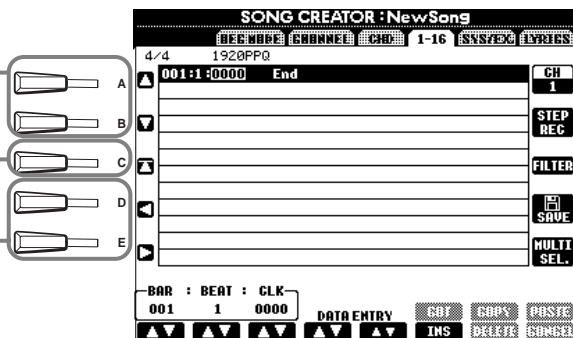 SONG CREATOR : NewSong
REC MODE CHANNEL CHD 1-16 SYS/EX. LYRICS
4/4 1920PPQ
001:1:0000 End
CH
1
STEP
REC
FILTER
SAVE
MULTI
SEL.
A
B
C
D
E
BAR : BEAT : CLK
001 1 0000
DATA ENTRY
CUT COPY PASTE
INS DELETE CANCEL